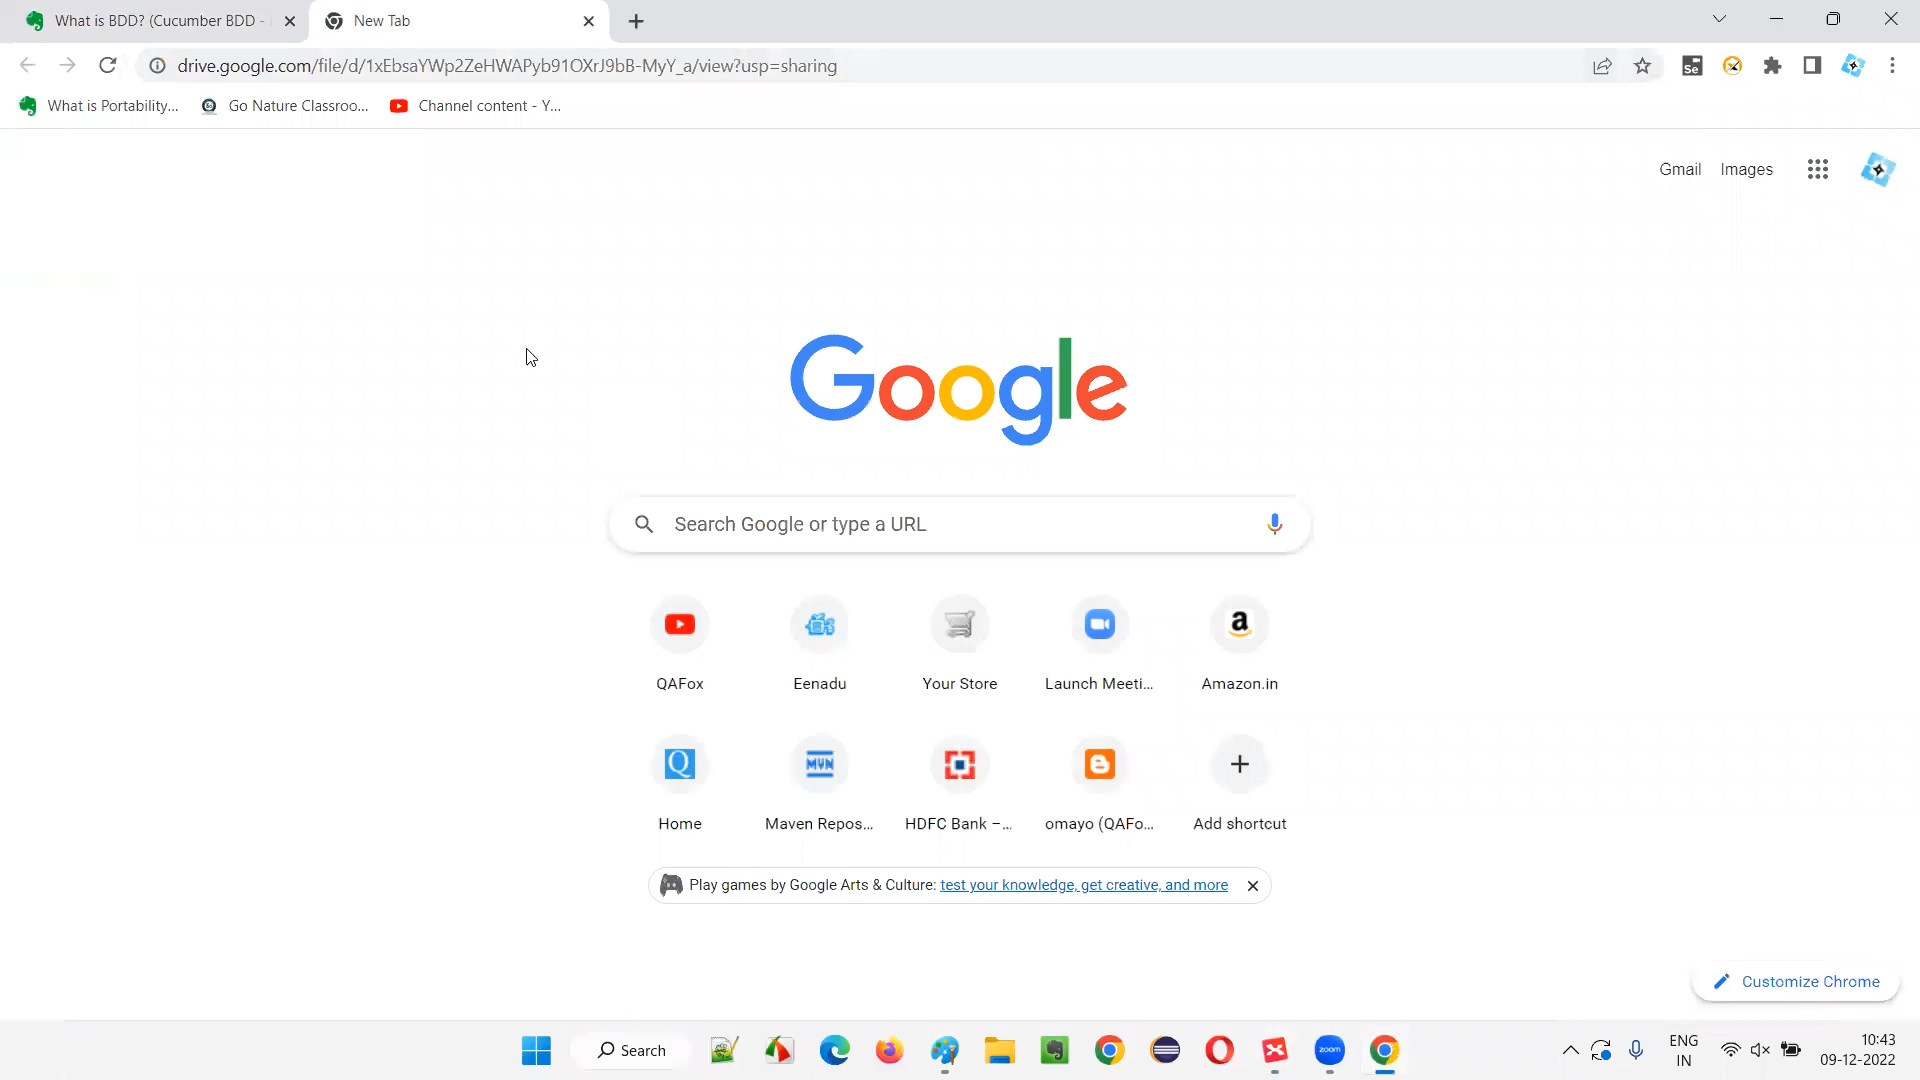 What is BDD? (Cucumber BDD -
New Tab
drive.google.com/file/d/1xEbsaYWp2ZeHWAPyb91OXrJ9bB-MyY_a/view?usp=sharing
Se
What is Portability...
Go Nature Classroo...
Channel content - Y...
Gmail
Images
Google
Search Google or type a URL
QAFox
Eenadu
Your Store
Launch Meeti...
a
Amazon.in
Q
Home
MVN
Maven Repos...
HDFC Bank –...
omayo (QAFo...
Add shortcut
Play games by Google Arts & Culture: test your knowledge, get creative, and more
Customize Chrome
Search
zoom
ENG
IN
10:43
09-12-2022